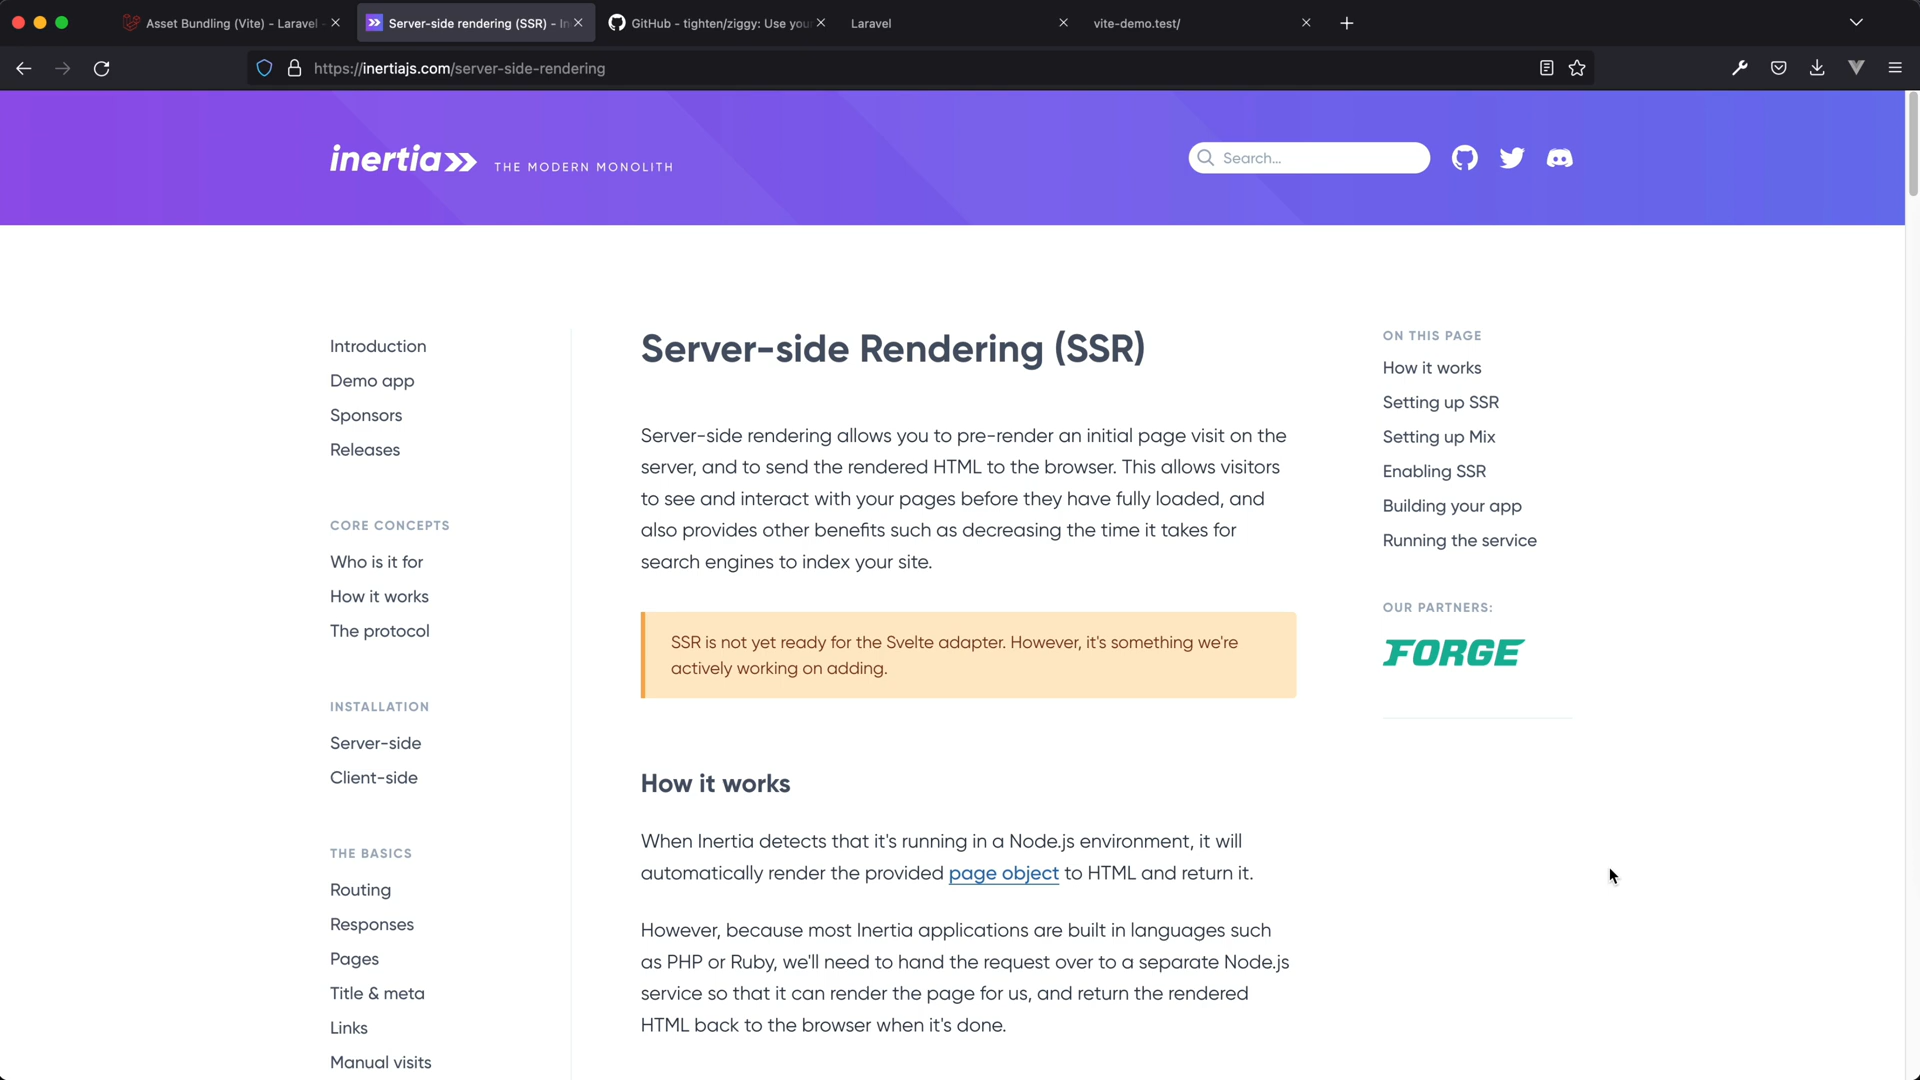 Asset Bundling (Vite) - Laravel
Server-side rendering (SSR) - In
GitHub - tighten/ziggy: Use your
Laravel
vite-demo.test/
https://inertiajs.com/server-side-rendering
inertia
THE MODERN MONOLITH
Search...
Introduction
Demo app
Sponsors
Releases
CORE CONCEPTS
Who is it for
How it works
The protocol
INSTALLATION
Server-side
Client-side
THE BASICS
Routing
Responses
Pages
Title & meta
Links
Manual visits
Server-side Rendering (SSR)
Server-side rendering allows you to pre-render an initial page visit on the
server, and to send the rendered HTML to the browser. This allows visitors
to see and interact with your pages before they have fully loaded, and
also provides other benefits such as decreasing the time it takes for
search engines to index your site.
SSR is not yet ready for the Svelte adapter. However, it's something we're
actively working on adding.
How it works
When Inertia detects that it's running in a Node.js environment, it will
automatically render the provided page object to HTML and return it.
However, because most Inertia applications are built in languages such
as PHP or Ruby, we'll need to hand the request over to a separate Node.js
service so that it can render the page for us, and return the rendered
HTML back to the browser when it's done.
ON THIS PAGE
How it works
Setting up SSR
Setting up Mix
Enabling SSR
Building your app
Running the service
OUR PARTNERS:
FORGE